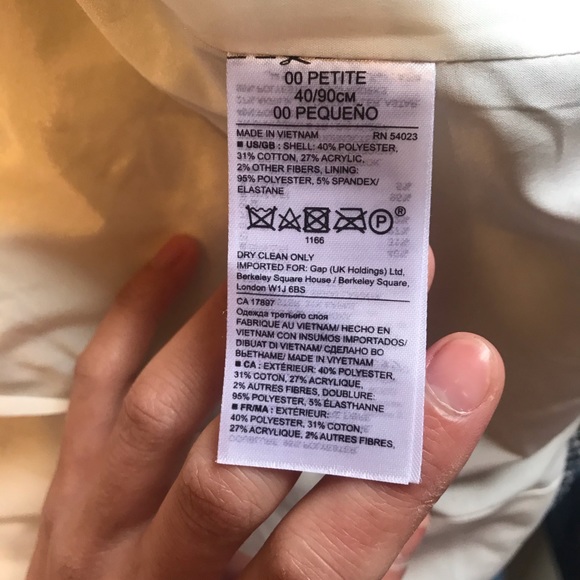 00 PETITE
40/90CM
00 PEQUEÑO
MADE IN VIETNAM RN 54023
■ US/GB : SHELL: 40% POLYESTER,
31% COTTON, 27% ACRYLIC,
2% OTHER FIBERS, LINING:
95% POLYESTER, 5% SPANDEX/
ELASTANE
P ®
1166
DRY CLEAN ONLY
IMPORTED FOR: Gap (UK Holdings) Ltd,
Berkeley Square House / Berkeley Square,
London W1J 6BS
CA 17897
Одежда третьего слоя
FABRIQUE AU VIETNAM/ HECHO EN
VIETNAM CON INSUMOS IMPORTADOS/
DIBUAT DI VIETNAM/ СДЕЛАНО ВО
ВЬЕТНАМЕ/ MADE IN VIYETNAM
■ CA : EXTÉRIEUR: 40% POLYESTER,
31% COTON, 27% ACRYLIQUE,
2% AUTRES FIBRES, DOUBLURE:
95% POLYESTER, 5% ÉLASTHANNE
■ FR/MA : EXTÉRIEUR:
40% POLYESTER, 31% COTON,
27% ACRYLIQUE, 2% AUTRES FIBRES,